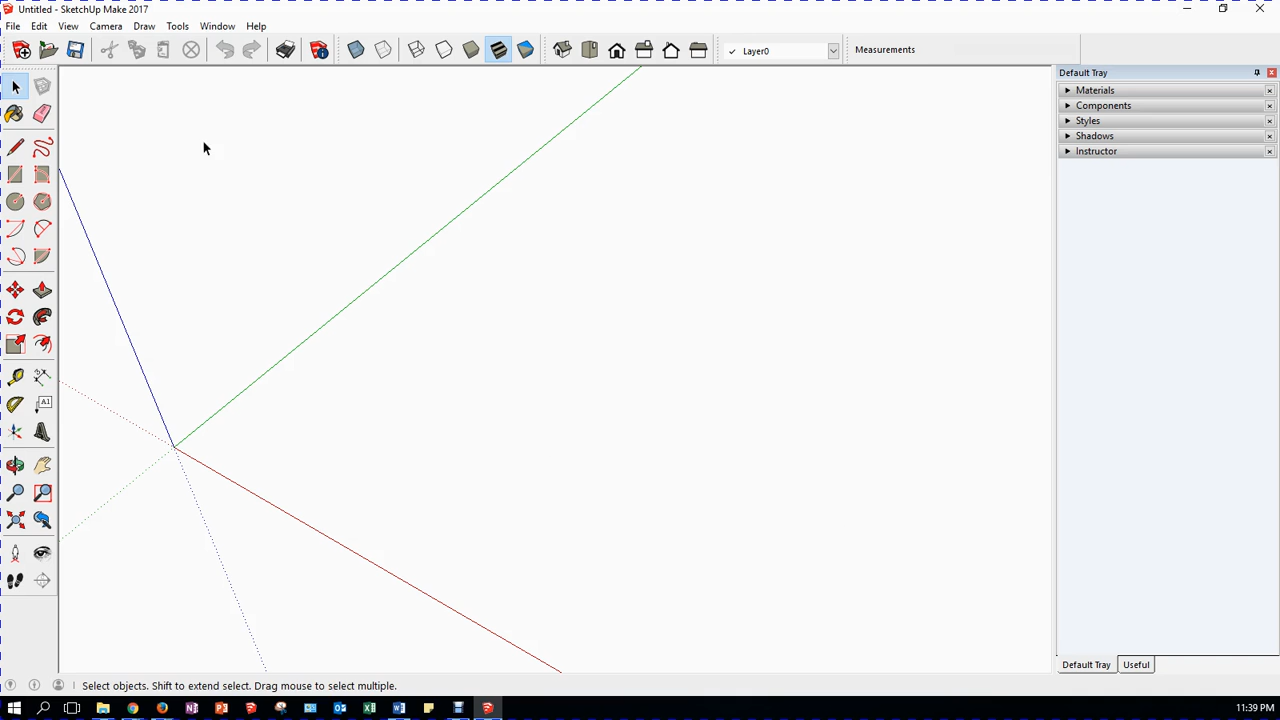 Untitled - SketchUp Make 2017
File Edit View Camera Draw Tools Window Help
Layer0
Measurements
Default Tray
Materials
Components
Styles
Shadows
Instructor
A1
Default Tray Useful
Select objects. Shift to extend select. Drag mouse to select multiple.
11:39 PM